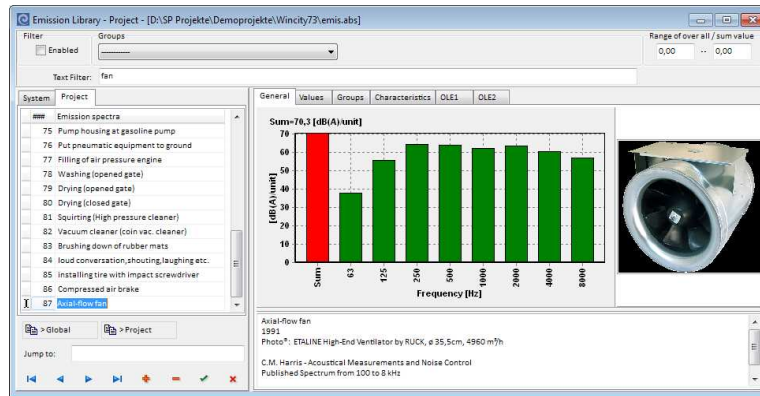 Emission Library - Project - [D:\SP Projekte\Demoprojekte\Wincity73\emis.abs]
Filter
Groups
Range of over all / sum value
Enabled
------------
0,00 -- 0,00
Text Filter: fan
System Project
### Emission spectra
75 Pump housing at gasoline pump
76 Put pneumatic equipment to ground
77 Filling of air pressure engine
78 Washing (opened gate)
79 Drying (opened gate)
80 Drying (closed gate)
81 Squirting (High pressure cleaner)
82 Vacuum cleaner (coin vac. cleaner)
83 Brushing down of rubber mats
84 loud conversation,shouting,laughing etc.
85 installing tire with impact screwdriver
86 Compressed air brake
87 Axial-flow fan
> Global > Project
Jump to:
General Values Groups Characteristics OLE1 OLE2
Sum=70,3 [dB(A)/unit]
[dB(A)/unit]
70
60
50
40
30
20
10
0
Sum 63 125 250 500 1000 2000 4000 8000
Frequency [Hz]
Axial-flow fan
1991
Photo®: ETALINE High-End Ventilator by RUCK, ø 35,5cm, 4960 m³/h
C.M. Harris - Acoustical Measurements and Noise Control
Published Spectrum from 100 to 8 kHz